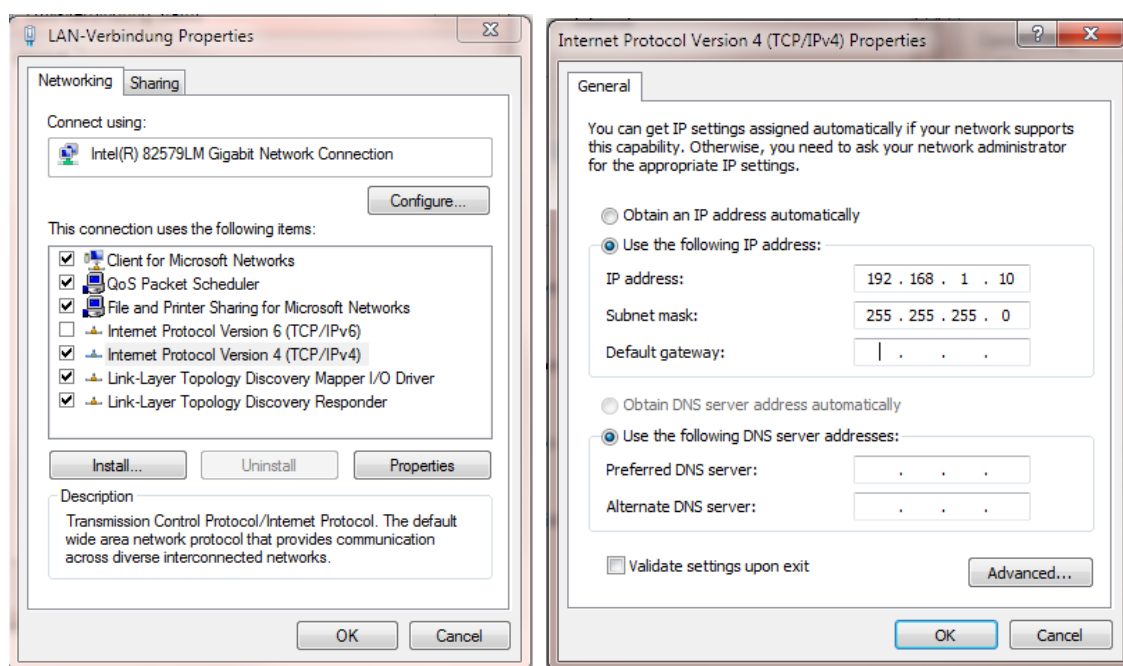 LAN-Verbindung Properties
Networking
Sharing
Connect using:
Intel(R) 82579LM Gigabit Network Connection
Configure...
This connection uses the following items:
Client for Microsoft Networks
QoS Packet Scheduler
File and Printer Sharing for Microsoft Networks
Internet Protocol Version 6 (TCP/IPv6)
Internet Protocol Version 4 (TCP/IPv4)
Link-Layer Topology Discovery Mapper I/O Driver
Link-Layer Topology Discovery Responder
Install...
Uninstall
Properties
Description
Transmission Control Protocol/Internet Protocol. The default
wide area network protocol that provides communication
across diverse interconnected networks.
OK
Cancel
Internet Protocol Version 4 (TCP/IPv4) Properties
?
General
You can get IP settings assigned automatically if your network supports
this capability. Otherwise, you need to ask your network administrator
for the appropriate IP settings.
Obtain an IP address automatically
Use the following IP address:
IP address: 192 . 168 . 1 . 10
Subnet mask: 255 . 255 . 255 . 0
Default gateway: . . .
Obtain DNS server address automatically
Use the following DNS server addresses:
Preferred DNS server: . . .
Alternate DNS server: . . .
Validate settings upon exit
Advanced...
OK
Cancel